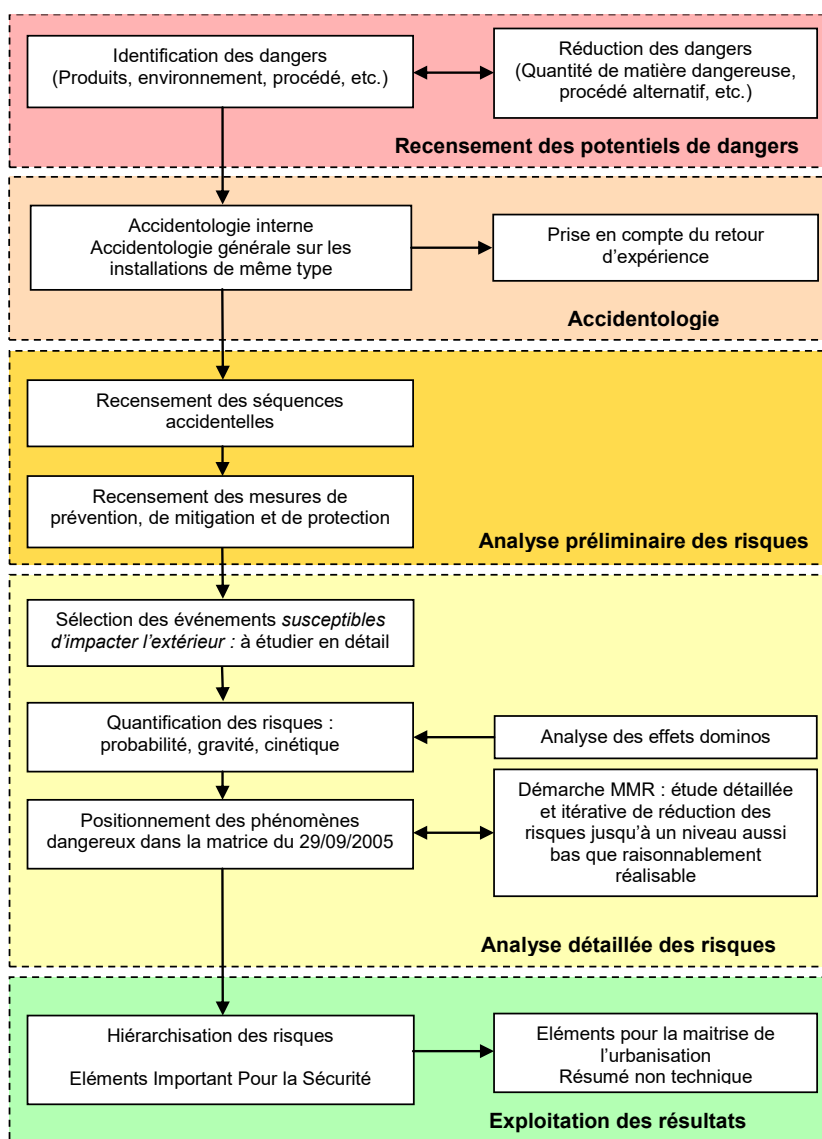 Identification des dangers
(Produits, environnement, procédé, etc.)
Réduction des dangers
(Quantité de matière dangereuse,
procédé alternatif, etc.)
Recensement des potentiels de dangers
Accidentologie interne
Accidentologie générale sur les
installations de même type
Prise en compte du retour
d'expérience
Accidentologie
Recensement des séquences
accidentelles
Recensement des mesures de
prévention, de mitigation et de protection
Analyse préliminaire des risques
Sélection des événements susceptibles
d'impacter l'extérieur : à étudier en détail
Quantification des risques :
probabilité, gravité, cinétique
Analyse des effets dominos
Positionnement des phénomènes
dangereux dans la matrice du 29/09/2005
Démarche MMR : étude détaillée
et itérative de réduction des
risques jusqu'à un niveau aussi
bas que raisonnablement
réalisable
Analyse détaillée des risques
Hiérarchisation des risques
Eléments Important Pour la Sécurité
Eléments pour la maitrise de
l'urbanisation
Résumé non technique
Exploitation des résultats